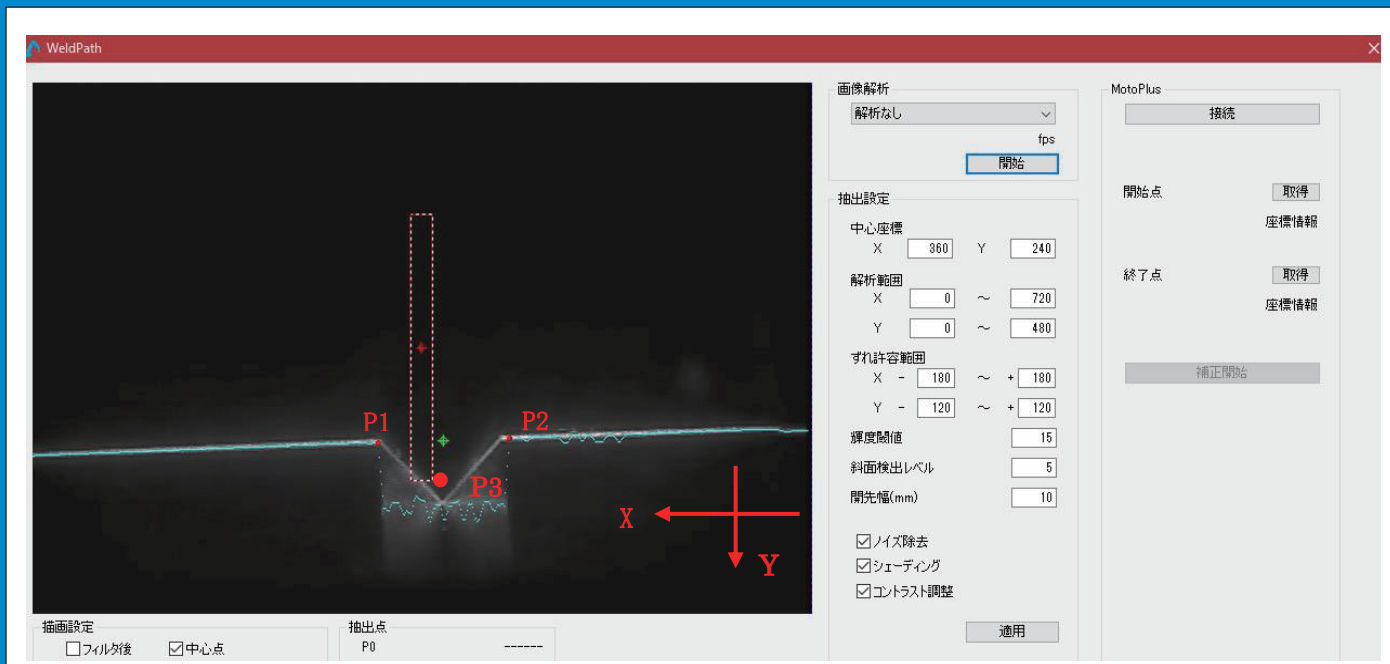 WeldPath
P1
P2
P3
X
Y
画像解析
解析なし
fps
開始
抽出設定
中心座標
X 360 Y 240
解析範囲
X 0 ～ 720
Y 0 ～ 480
ずれ許容範囲
X - 180 ～ + 180
Y - 120 ～ + 120
輝度閾値 15
斜面検出レベル 5
開先幅(mm) 10
ノイズ除去
シェーディング
コントラスト調整
適用
MotoPlus
接続
開始点 取得
座標情報
終了点 取得
座標情報
補正開始
描画設定
フィルタ後 中心点
抽出点
P0 ------